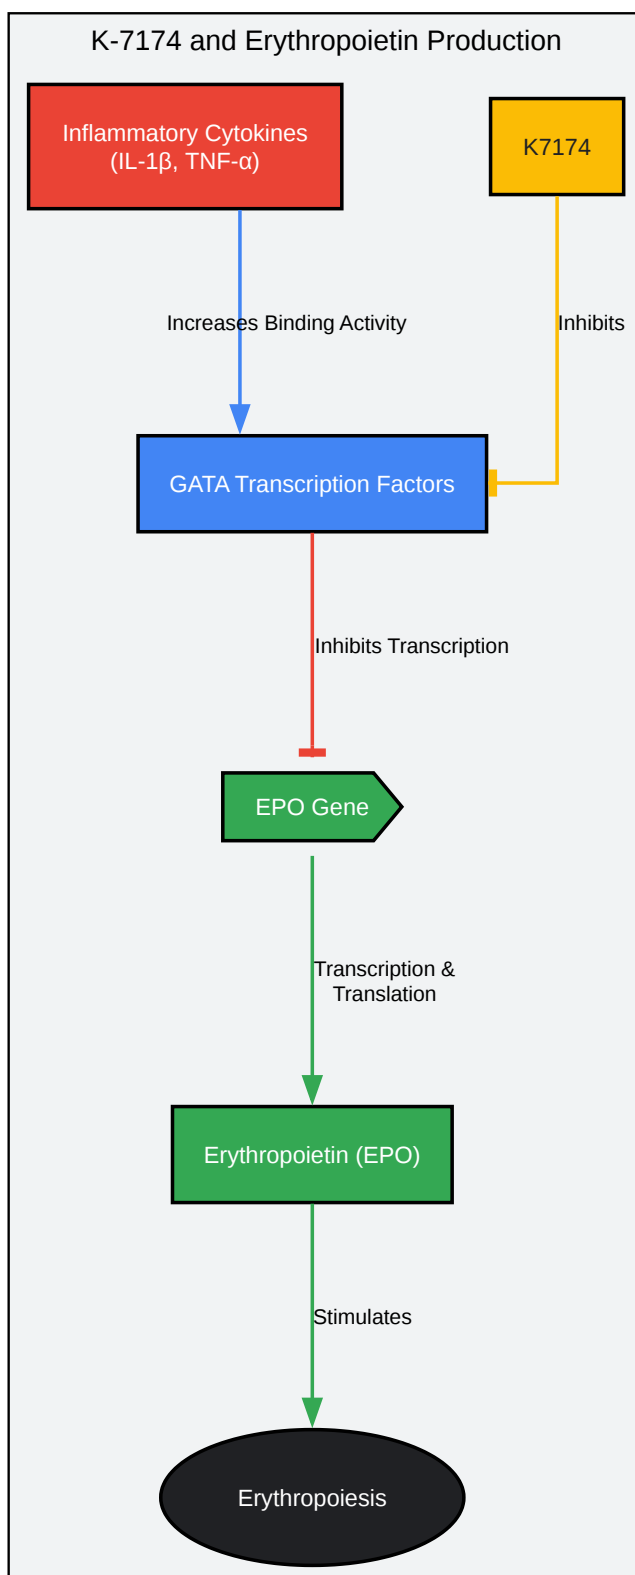 K-7174 and Erythropoietin Production
Inflammatory Cytokines
(IL-1β, TNF-α)
K7174
Increases Binding Activity
Inhibits
GATA Transcription Factors
Inhibits Transcription
EPO Gene
Transcription &
Translation
Erythropoietin (EPO)
Stimulates
Erythropoiesis